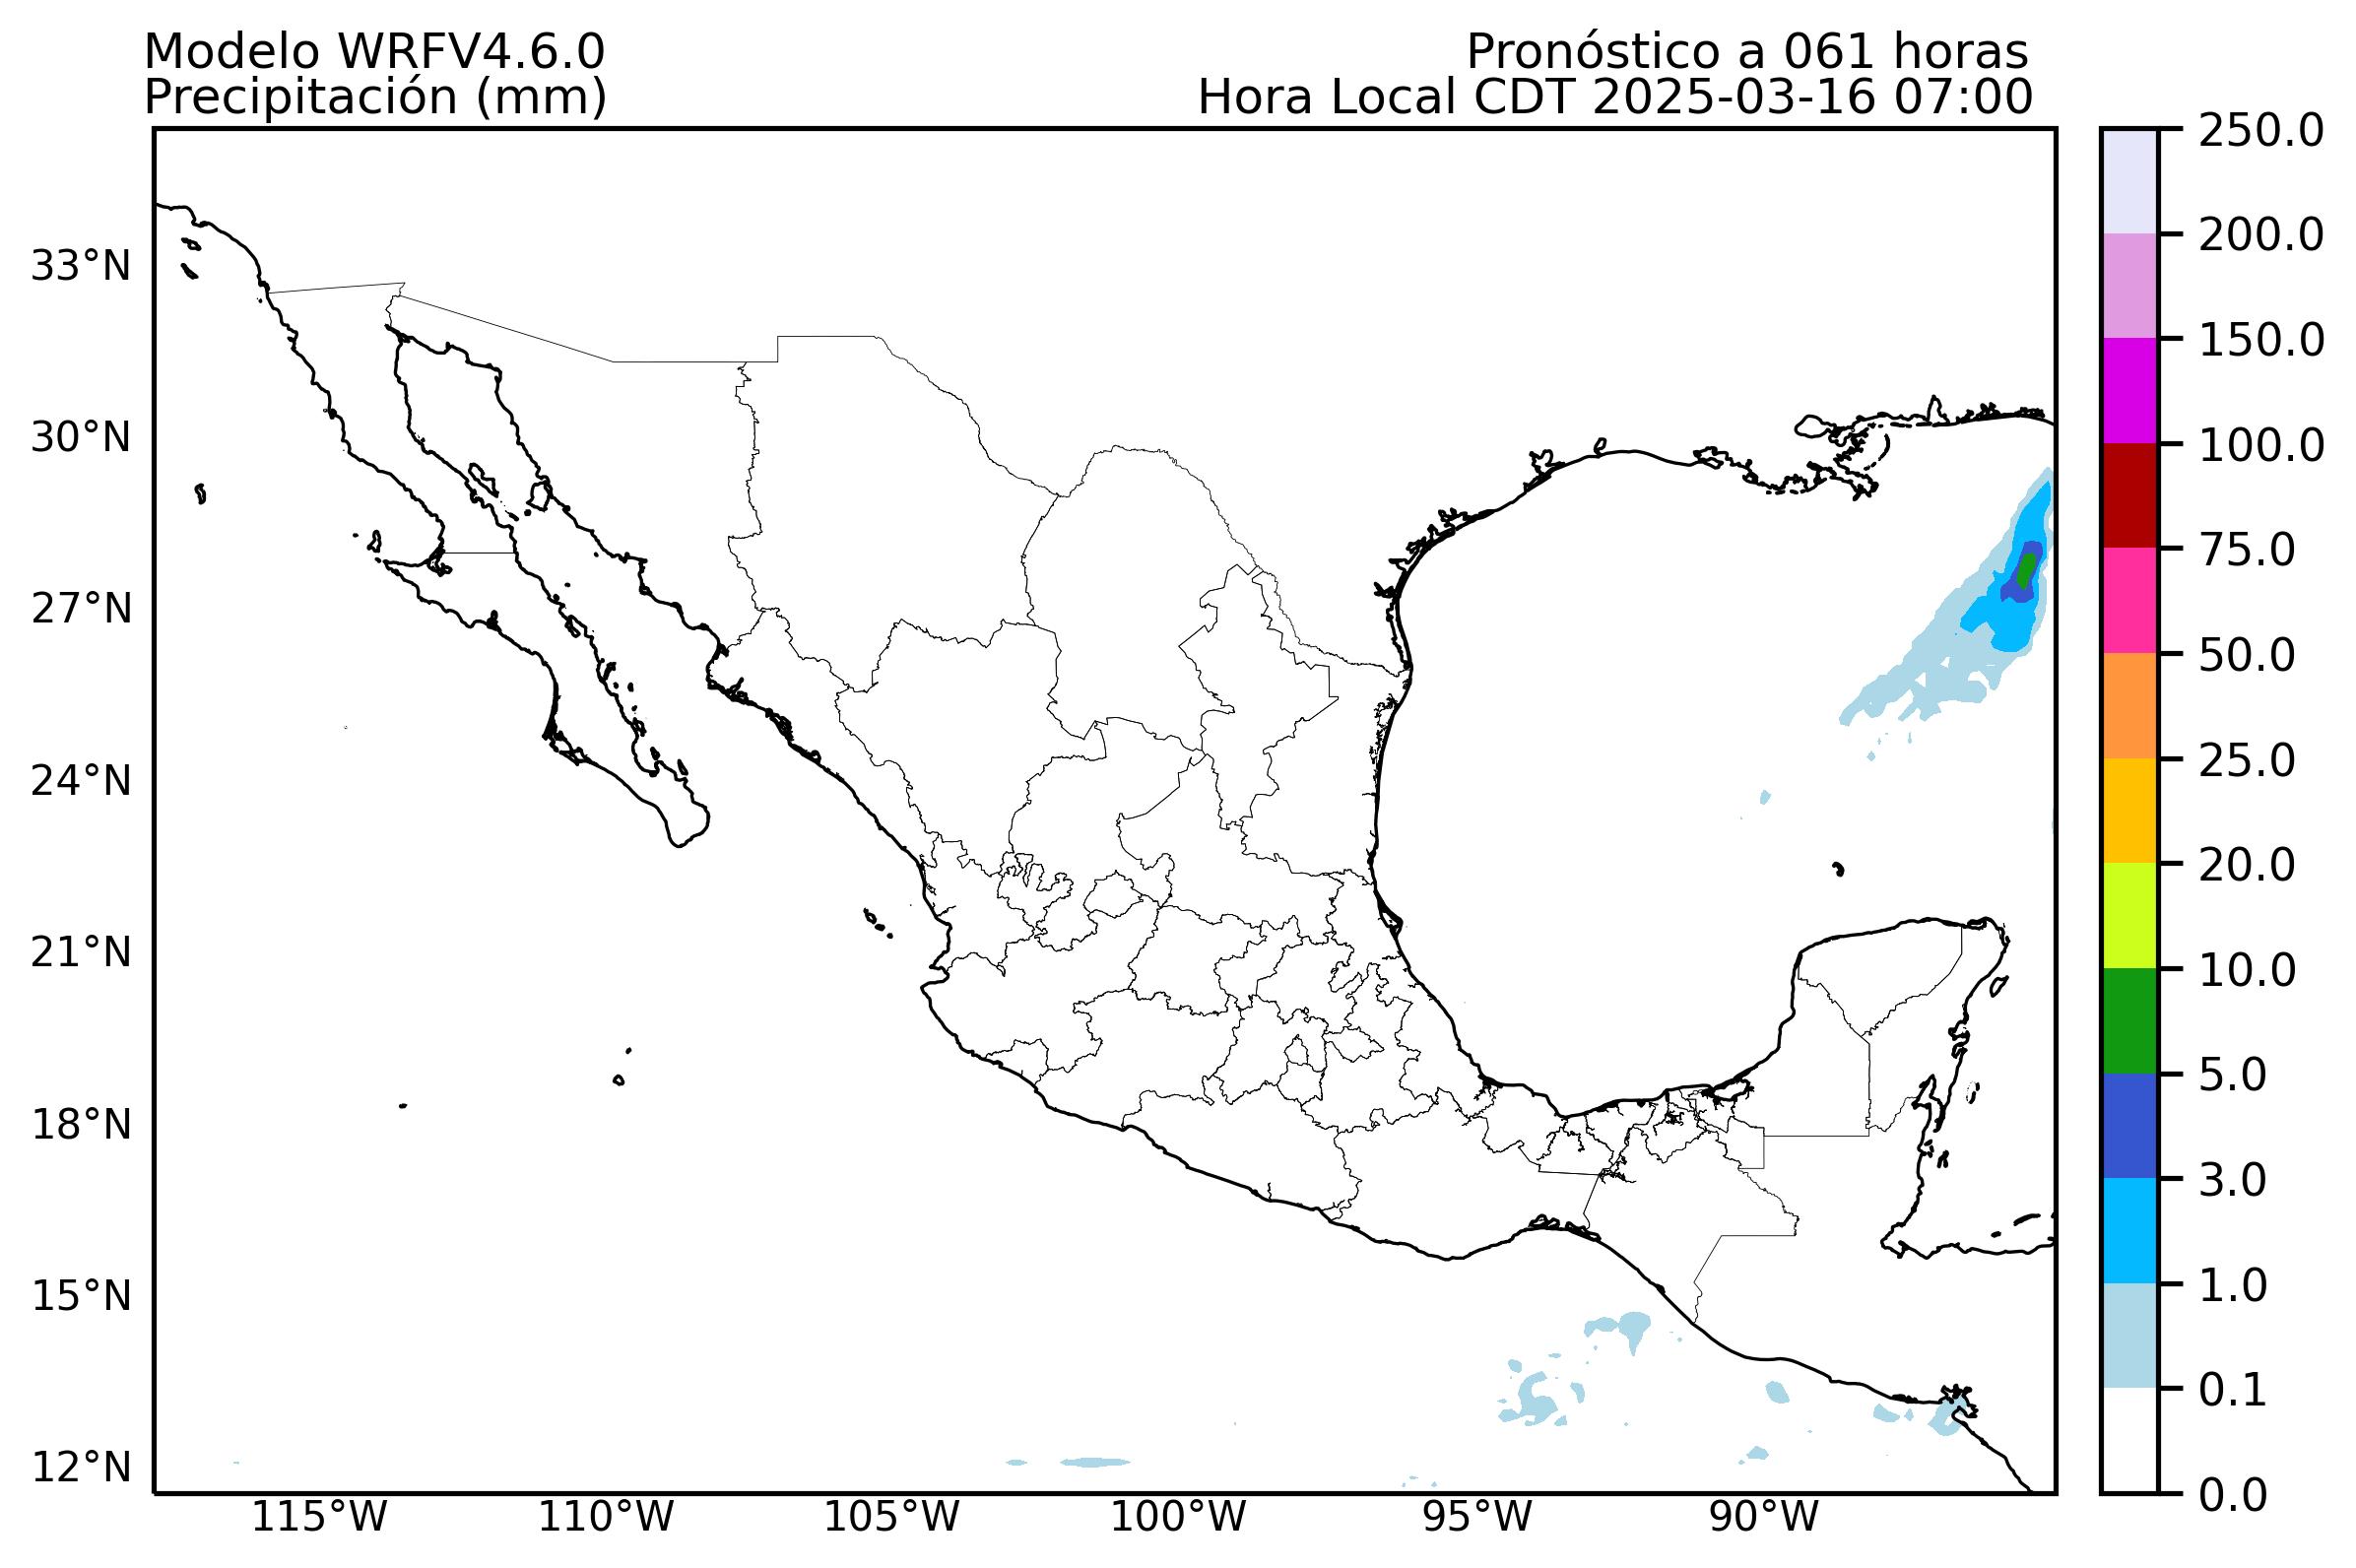 Modelo WRFV4.6.0
Precipitación (mm)
Pronóstico a 061 horas
Hora Local CDT 2025-03-16 07:00
33°N
30°N
27°N
24°N
21°N
18°N
15°N
12°N
115°W
110°W
105°W
100°W
95°W
90°W
250.0
200.0
150.0
100.0
75.0
50.0
25.0
20.0
10.0
5.0
3.0
1.0
0.1
0.0